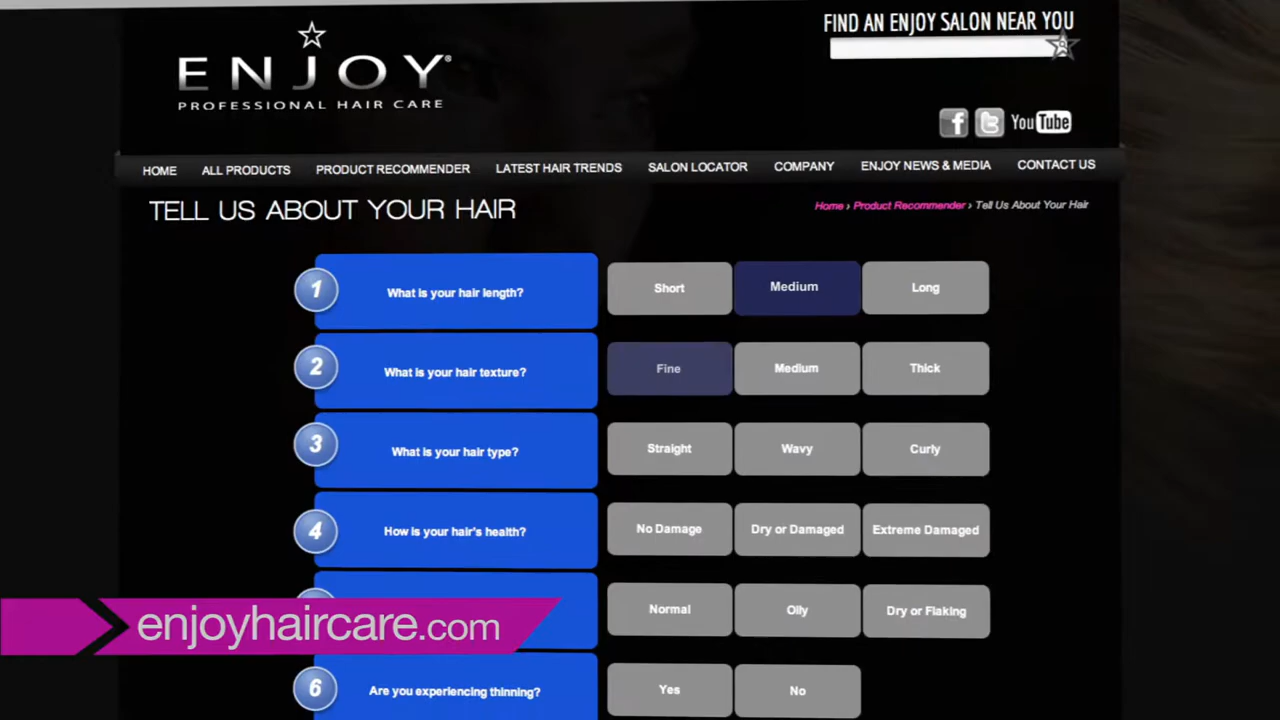 ENJOY®
PROFESSIONAL HAIR CARE
FIND AN ENJOY SALON NEAR YOU
f t YouTube
HOME ALL PRODUCTS PRODUCT RECOMMENDER LATEST HAIR TRENDS SALON LOCATOR COMPANY ENJOY NEWS & MEDIA CONTACT US
TELL US ABOUT YOUR HAIR
Home › Product Recommender › Tell Us About Your Hair
1 What is your hair length? Short Medium Long
2 What is your hair texture? Fine Medium Thick
3 What is your hair type? Straight Wavy Curly
4 How is your hair's health? No Damage Dry or Damaged Extreme Damaged
Normal Oily Dry or Flaking
enjoyhaircare.com
6 Are you experiencing thinning? Yes No